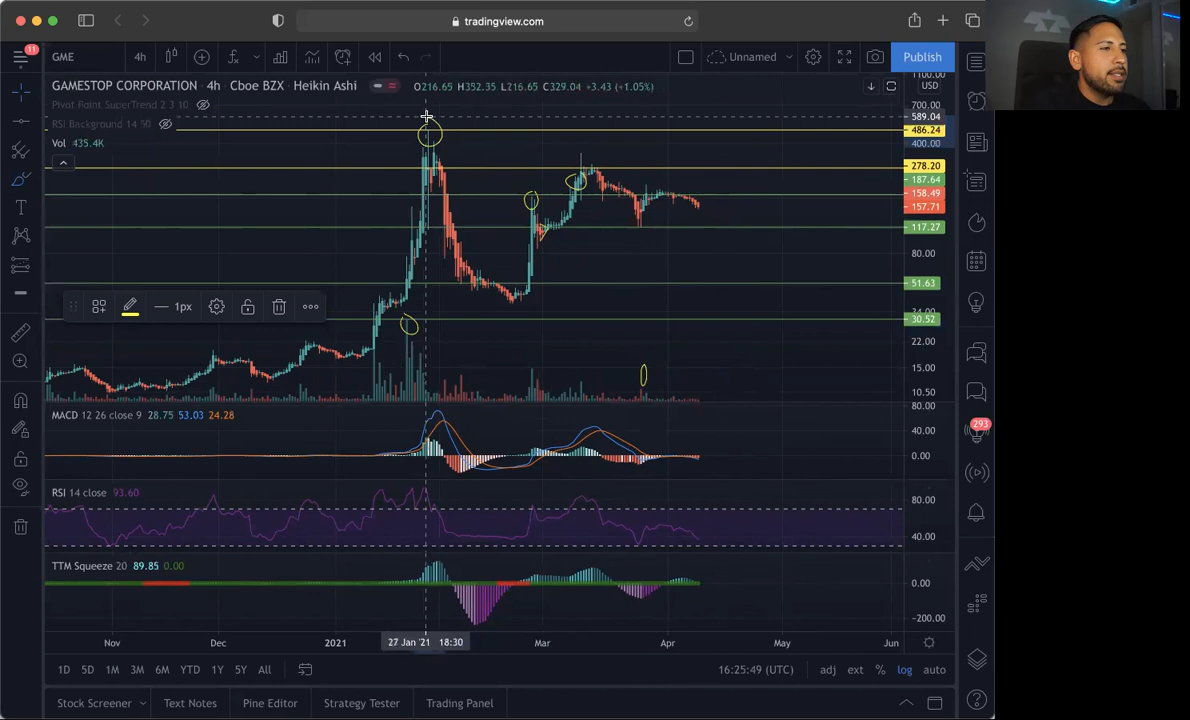 tradingview.com
11
GME 4h Unnamed Publish
GAMESTOP CORPORATION · 4h · Cboe BZX · Heikin Ashi O216.65 H352.35 L216.65 C329.04 +3.43 (+1.05%)
Pivot Point SuperTrend 2 3 10
RSI Background 14 50
Vol 435.4K
1100.00
USD
700.00
589.04
486.24
400.00
278.20
187.64
158.49
157.71
117.27
80.00
51.63
30.52
22.00
15.00
10.50
1px
MACD 12 26 close 9 28.75 53.03 24.28
80.00
40.00
0.00
293
RSI 14 close 93.60
80.00
40.00
TTM Squeeze 20 89.85 0.00
0.00
-200.00
Nov Dec 2021 27 Jan '21 18:30 Mar Apr May Jun
1D 5D 1M 3M 6M YTD 1Y 5Y All 16:25:49 (UTC) adj ext % log auto
Stock Screener Text Notes Pine Editor Strategy Tester Trading Panel